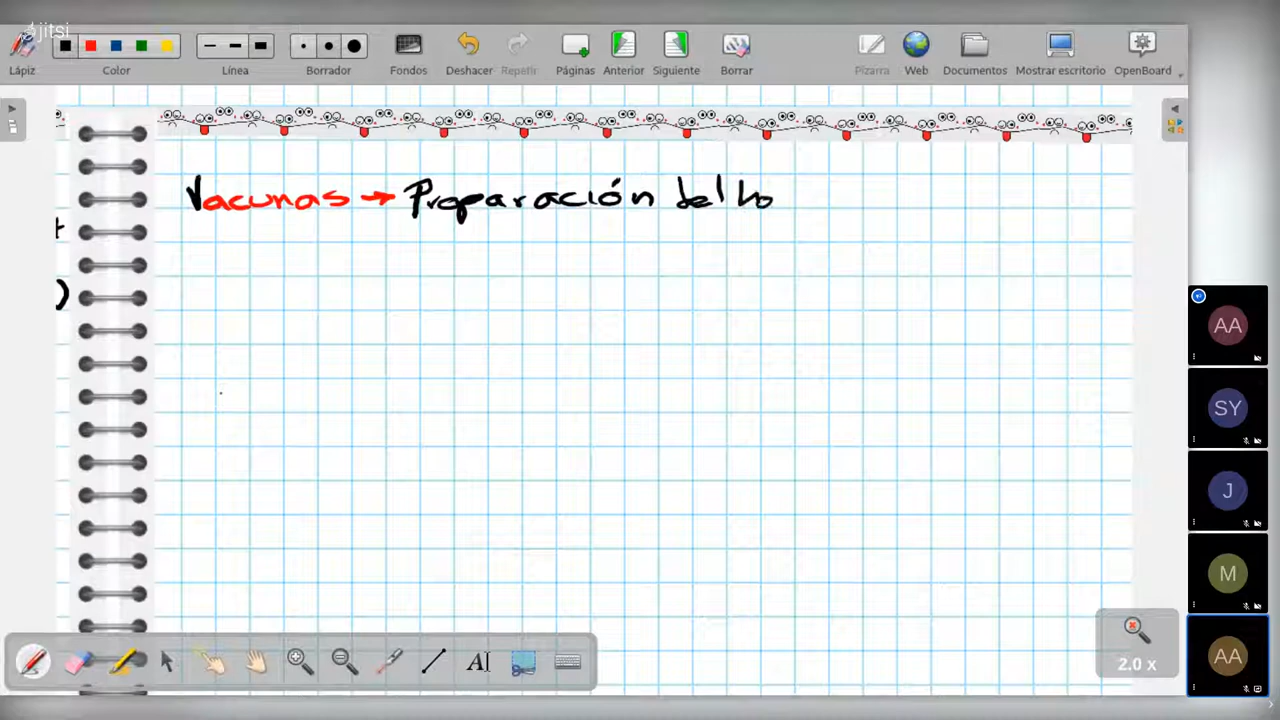 jitsi
Lápiz
Color
Línea
Borrador
Fondos
Deshacer
Repetir
Páginas
Anterior
Siguiente
Borrar
Pizarra
Web
Documentos
Mostrar escritorio
OpenBoard
Vacunas → Preparación del ho
AA
SY
J
M
AA
2.0 x